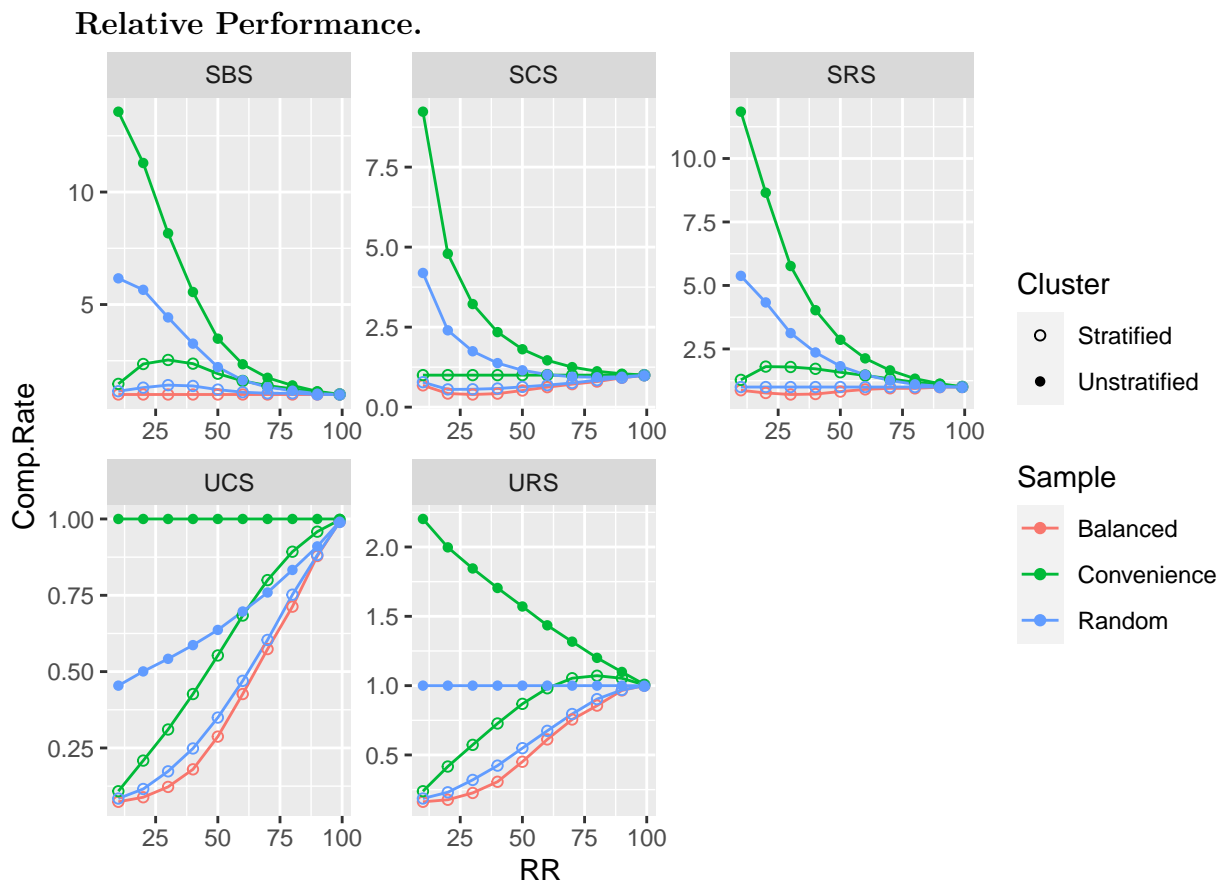 Relative Performance.
SBS
SCS
SRS
10
5
7.5
5.0
2.5
0.0
10.0
7.5
5.0
2.5
25 50 75 100
25 50 75 100
25 50 75 100
UCS
URS
1.00
0.75
0.50
0.25
2.0
1.5
1.0
0.5
25 50 75 100
25 50 75 100
Comp.Rate
RR
Cluster
Stratified
Unstratified
Sample
Balanced
Convenience
Random